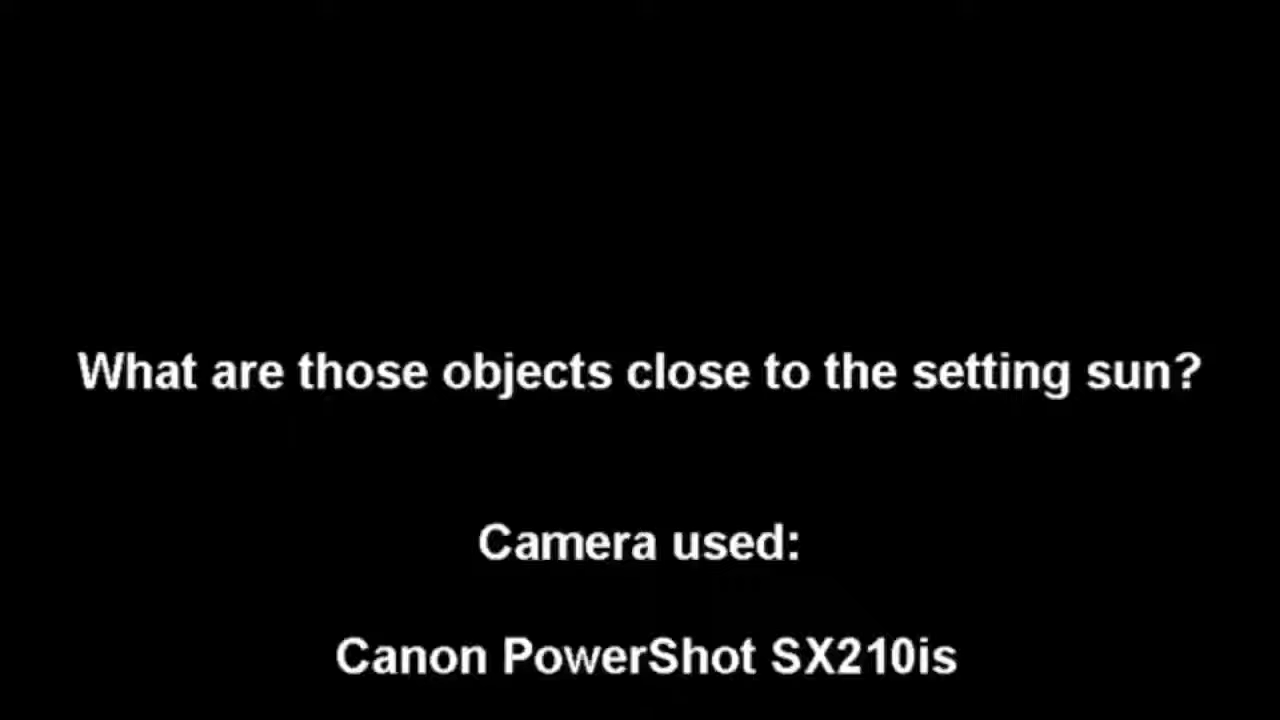 What are those objects close to the setting sun?
Camera used:
Canon PowerShot SX210is